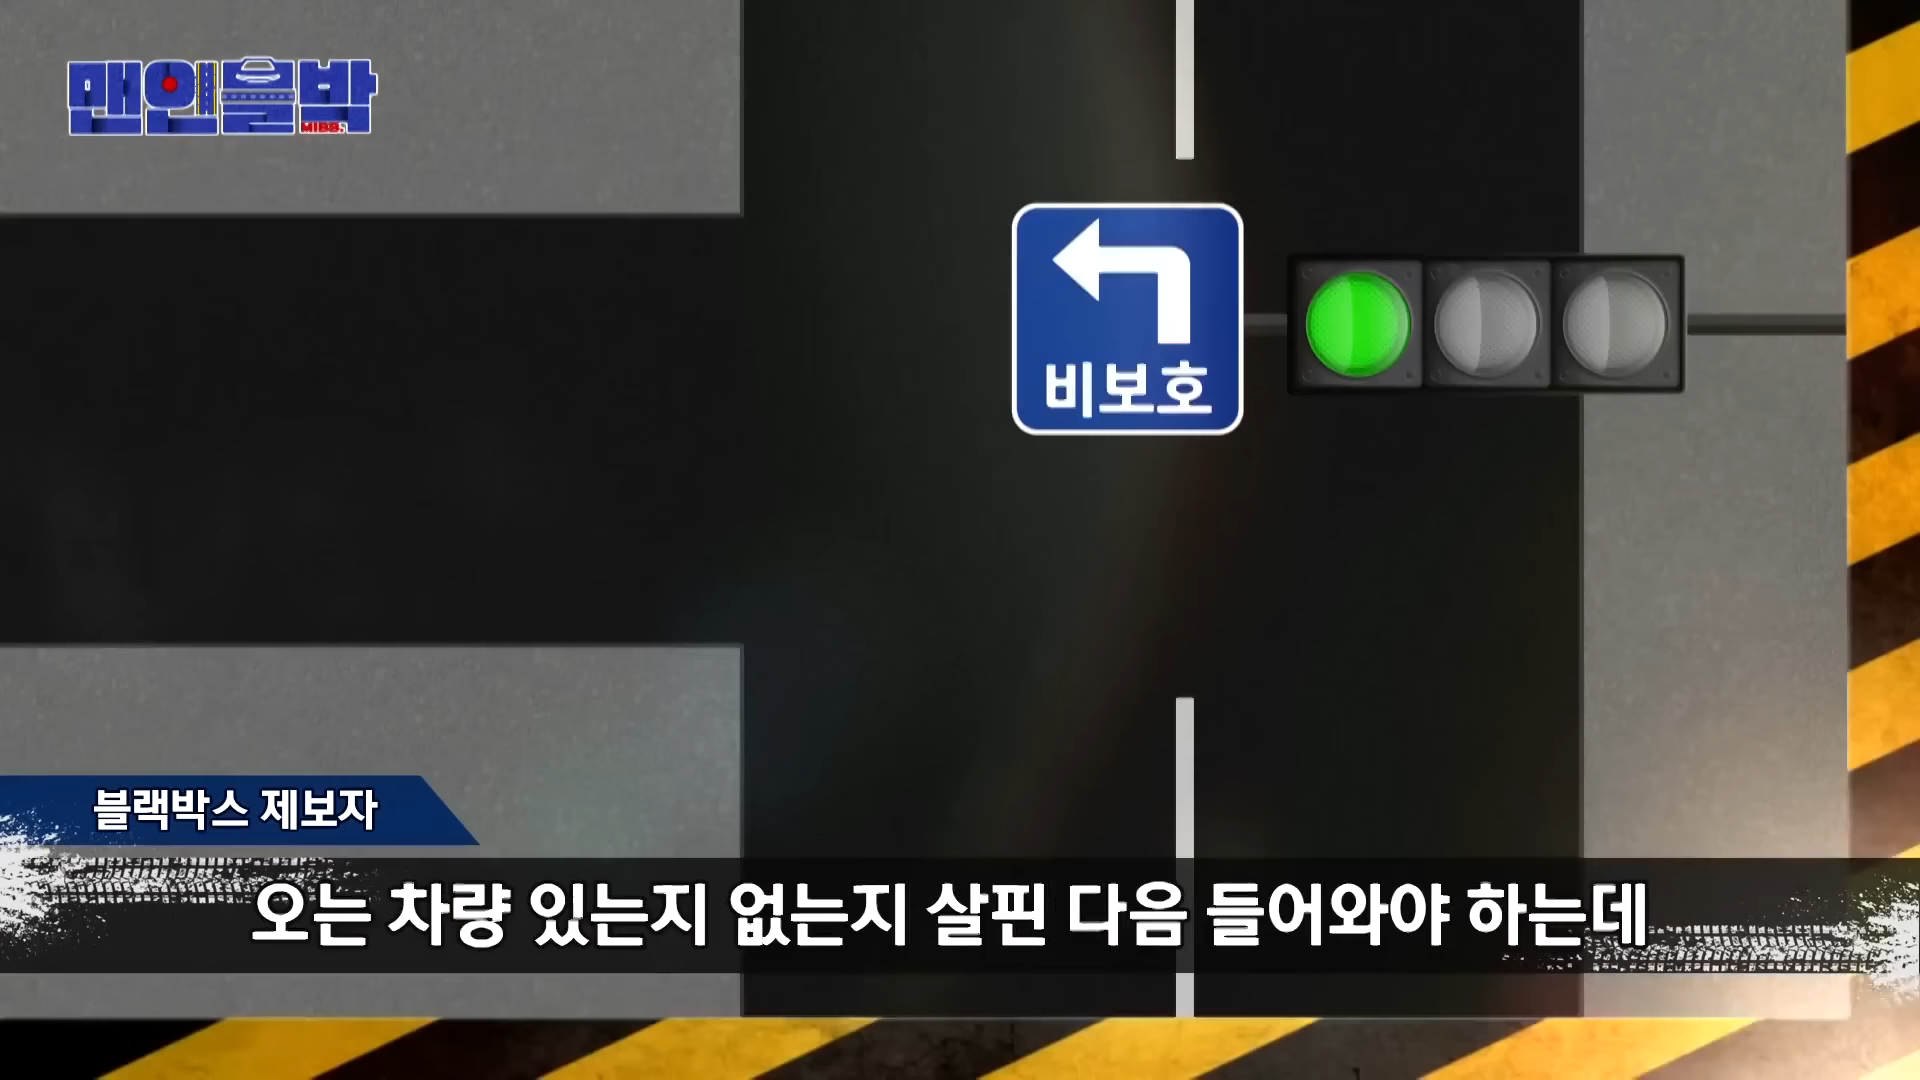 맨인블박
MIBB.
비보호
블랙박스 제보자
오는 차량 있는지 없는지 살핀 다음 들어와야 하는데